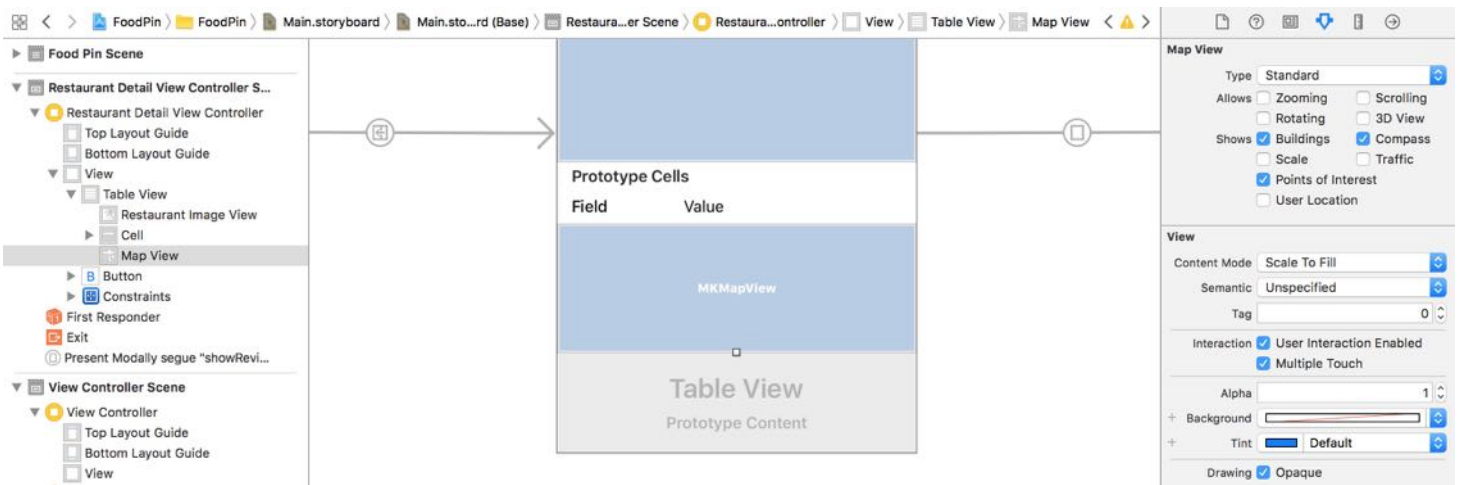 FoodPin FoodPin Main.storyboard Main.sto...rd (Base) Restaura...er Scene Restaura...ontroller View Table View Map View
Food Pin Scene
Restaurant Detail View Controller S...
Restaurant Detail View Controller
Top Layout Guide
Bottom Layout Guide
View
Table View
Restaurant Image View
Cell
Map View
B Button
Constraints
First Responder
Exit
Present Modally segue "showRevi...
View Controller Scene
View Controller
Top Layout Guide
Bottom Layout Guide
View
Prototype Cells
Field Value
MKMapView
Table View
Prototype Content
Map View
Type Standard
Allows Zooming Scrolling
Rotating 3D View
Shows Buildings Compass
Scale Traffic
Points of Interest
User Location
View
Content Mode Scale To Fill
Semantic Unspecified
Tag 0
Interaction User Interaction Enabled
Multiple Touch
Alpha 1
+ Background
+ Tint Default
Drawing Opaque